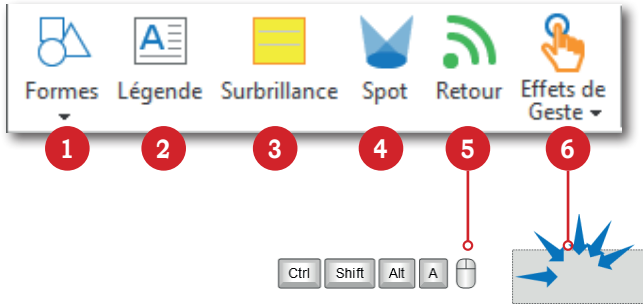 Formes
Légende
Surbrillance
Spot
Retour
Effets de
Geste
1
2
3
4
5
6
Ctrl
Shift
Alt
A